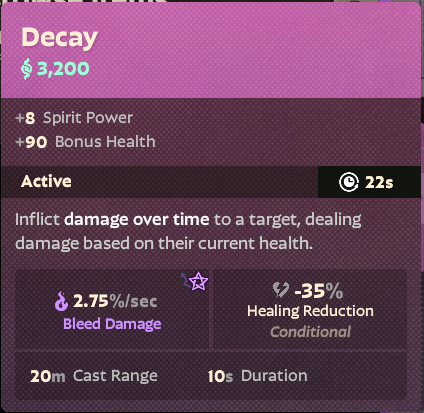 Decay
3,200
+8 Spirit Power
+90 Bonus Health
Active 22s
Inflict damage over time to a target, dealing
damage based on their current health.
2.75%/sec
Bleed Damage
-35%
Healing Reduction
Conditional
20m Cast Range 10s Duration